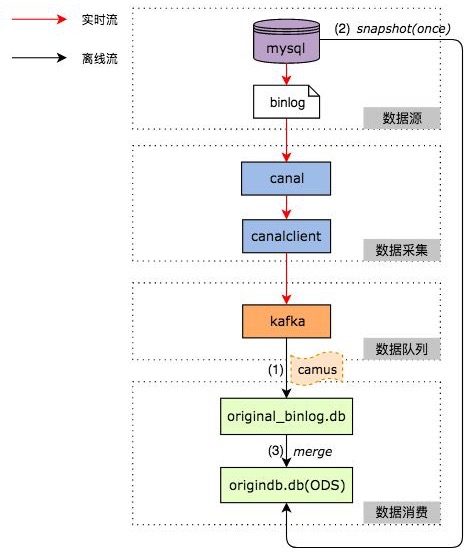 实时流
离线流
mysql
(2) snapshot(once)
binlog
数据源
canal
canalclient
数据采集
kafka
数据队列
(1)
camus
original_binlog.db
(3) merge
origindb.db(ODS)
数据消费